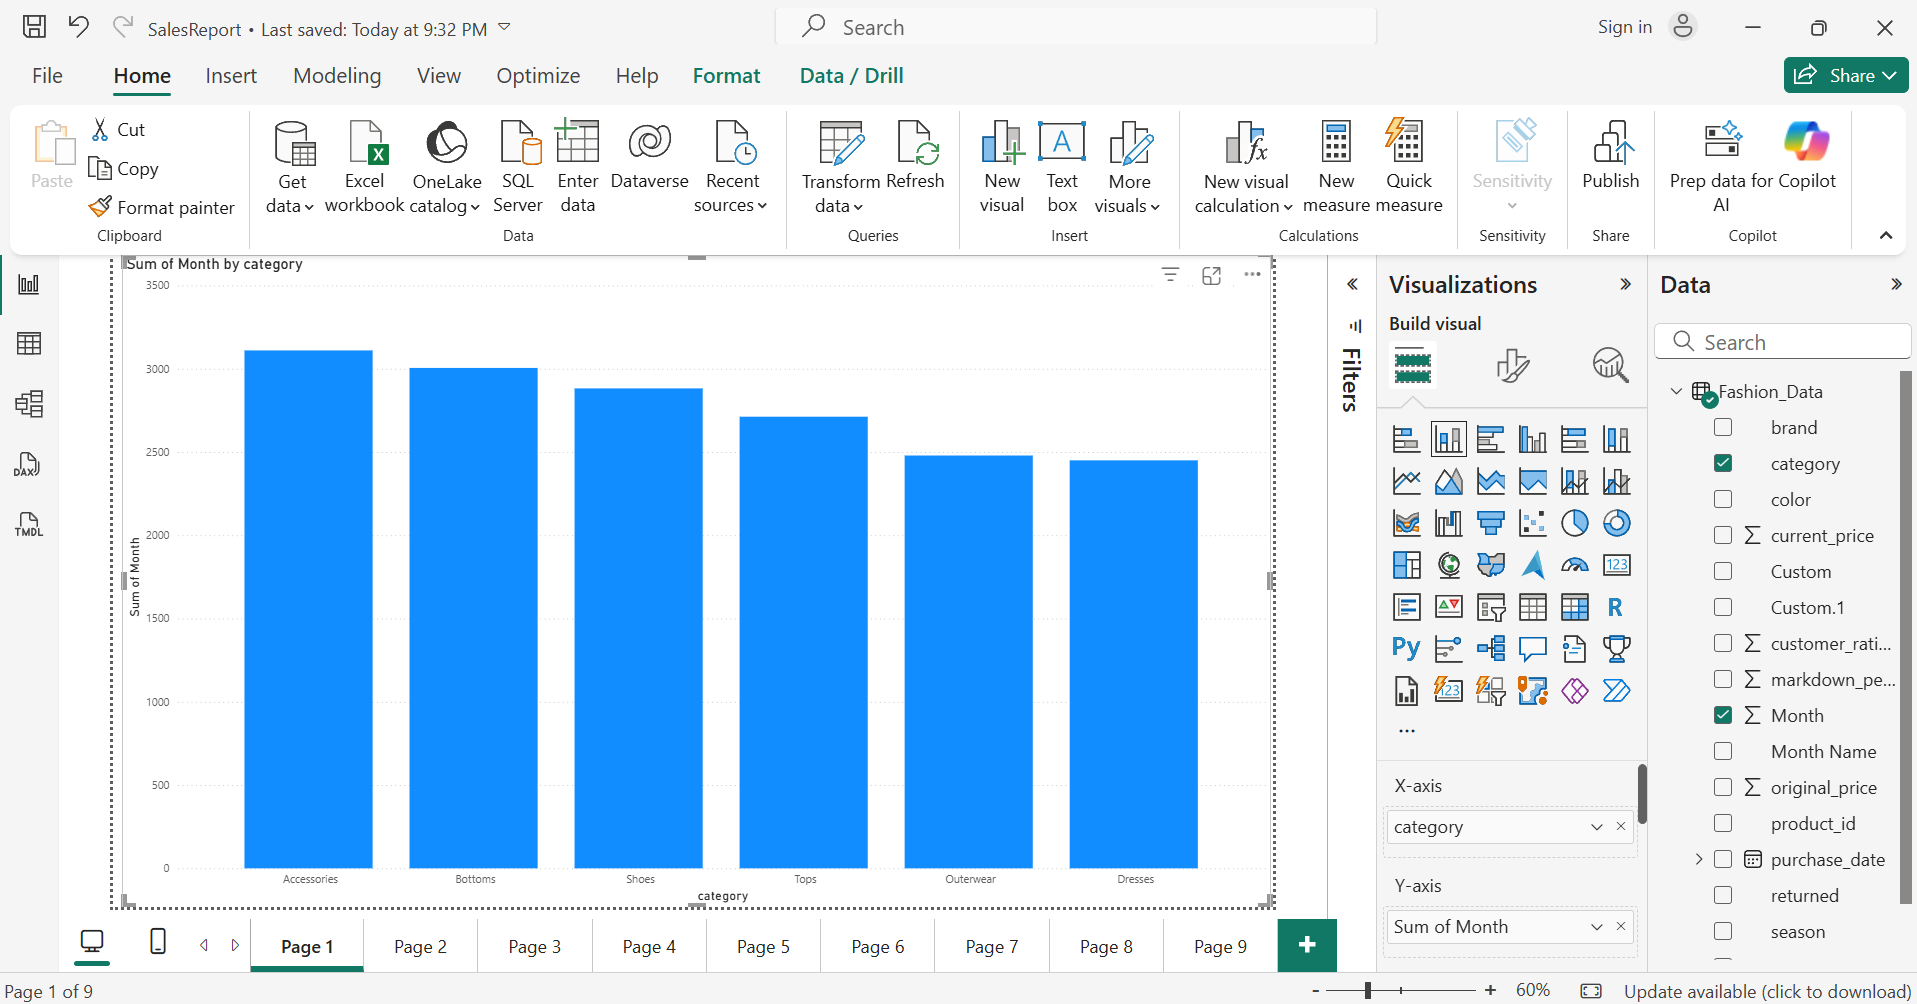 SalesReport • Last saved: Today at 9:32 PM
Search
Sign in
File
Home
Insert
Modeling
View
Optimize
Help
Format
Data / Drill
Share
Paste
Cut
Copy
Format painter
Clipboard
Get
data
Excel
workbook
OneLake
catalog
SQL
Server
Enter
data
Dataverse
Recent
sources
Data
Transform
data
Refresh
Queries
New
visual
Text
box
More
visuals
Insert
New visual
calculation
New
measure
Quick
measure
Calculations
Sensitivity
Sensitivity
Publish
Share
Prep data for
AI
Copilot
Copilot
DAX
TMDL
Sum of Month by category
3500
3000
2500
2000
1500
1000
500
0
Sum of Month
Accessories
Bottoms
Shoes
Tops
Outerwear
Dresses
category
Filters
Visualizations
Build visual
123
R
Py
123
X-axis
category
Y-axis
Sum of Month
Data
Search
Fashion_Data
brand
category
color
current_price
Custom
Custom.1
customer_rati...
markdown_pe...
Month
Month Name
original_price
product_id
purchase_date
returned
season
Page 1
Page 2
Page 3
Page 4
Page 5
Page 6
Page 7
Page 8
Page 9
Page 1 of 9
60%
Update available (click to download)